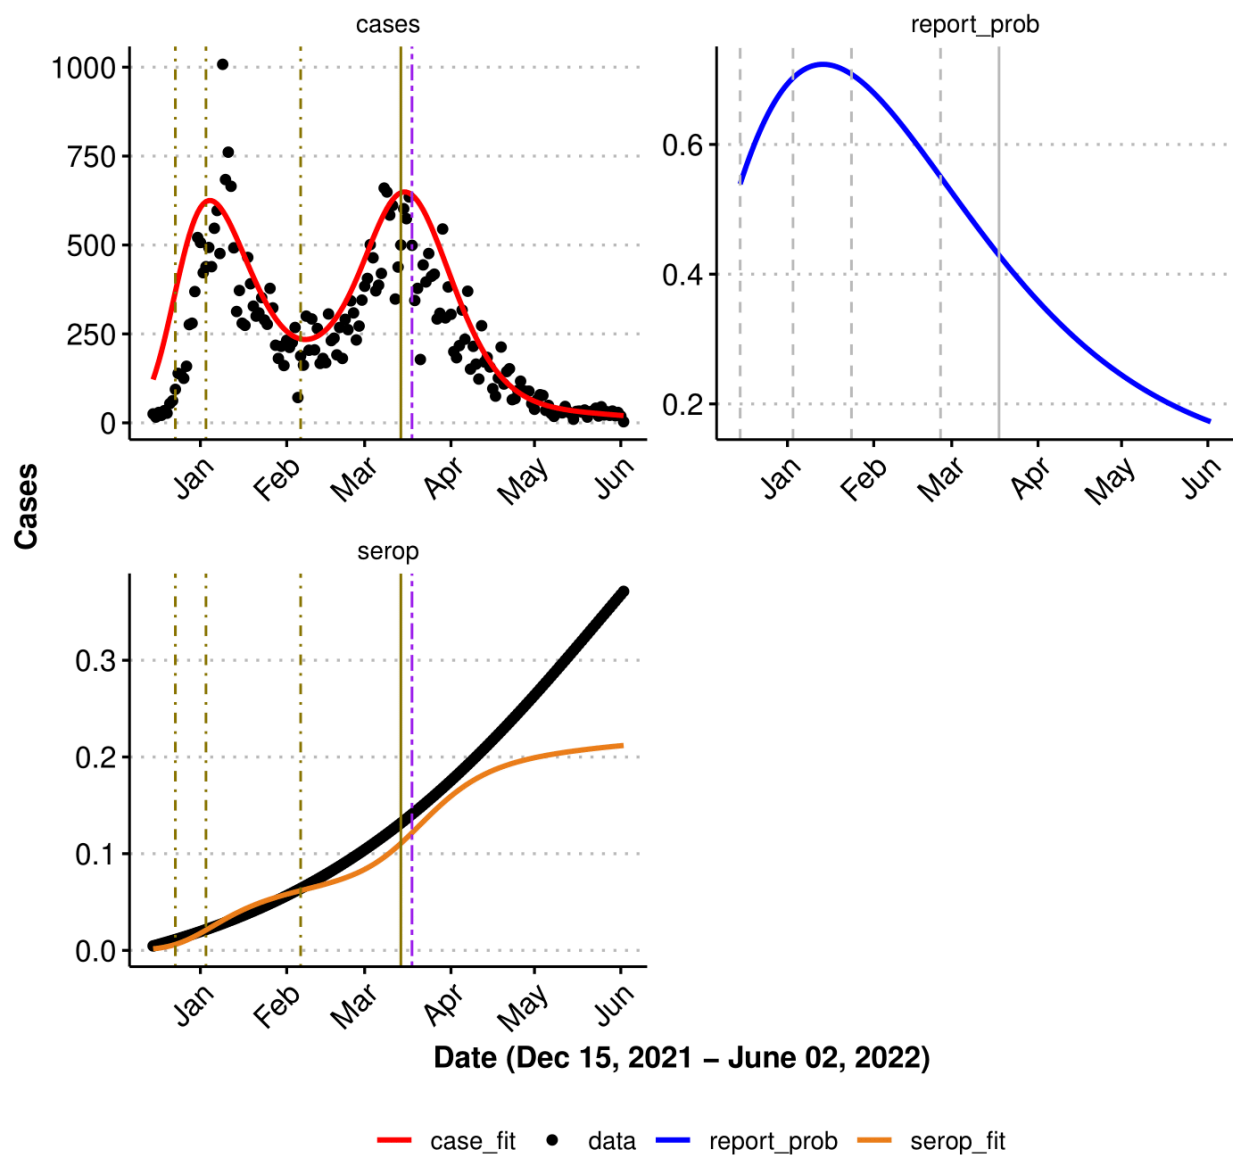 cases
report_prob
1000
750
500
250
0
0.6
0.4
0.2
Jan Feb Mar Apr May Jun
Jan Feb Mar Apr May Jun
Cases
serop
0.3
0.2
0.1
0.0
Jan Feb Mar Apr May Jun
Date (Dec 15, 2021 – June 02, 2022)
case_fit data report_prob serop_fit